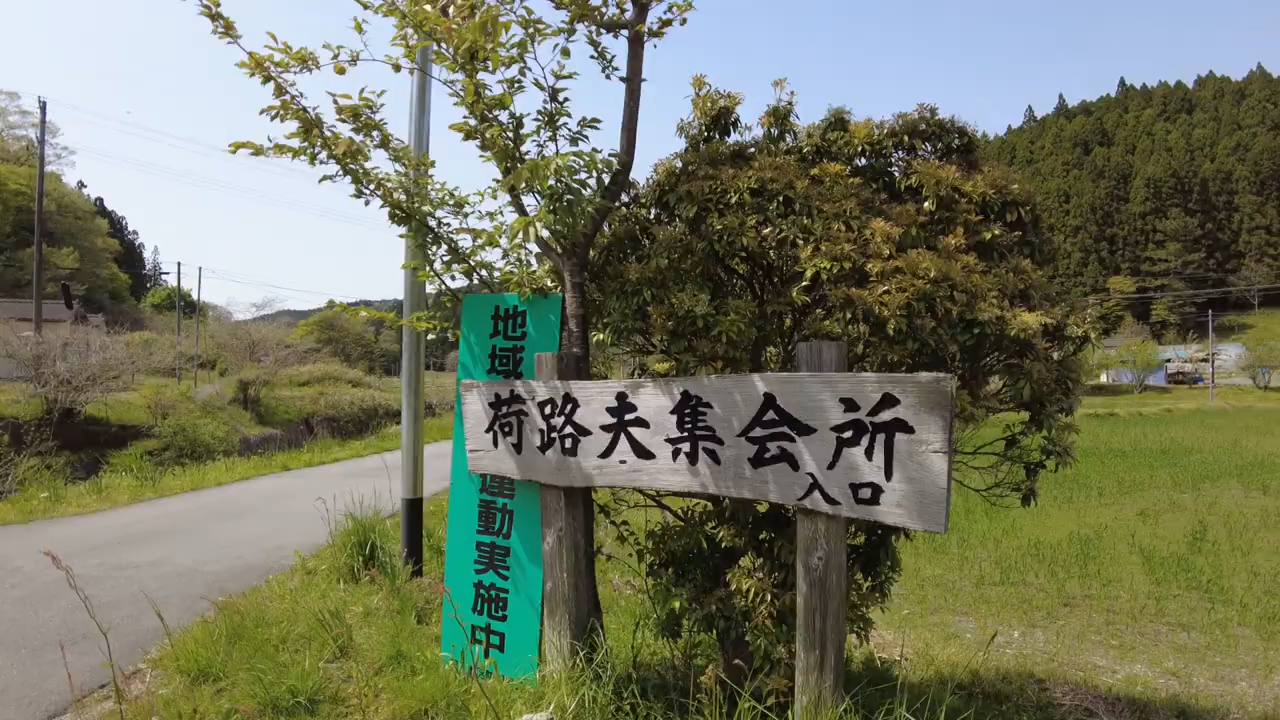 荷路夫集会所
入口
地域
運動実施中